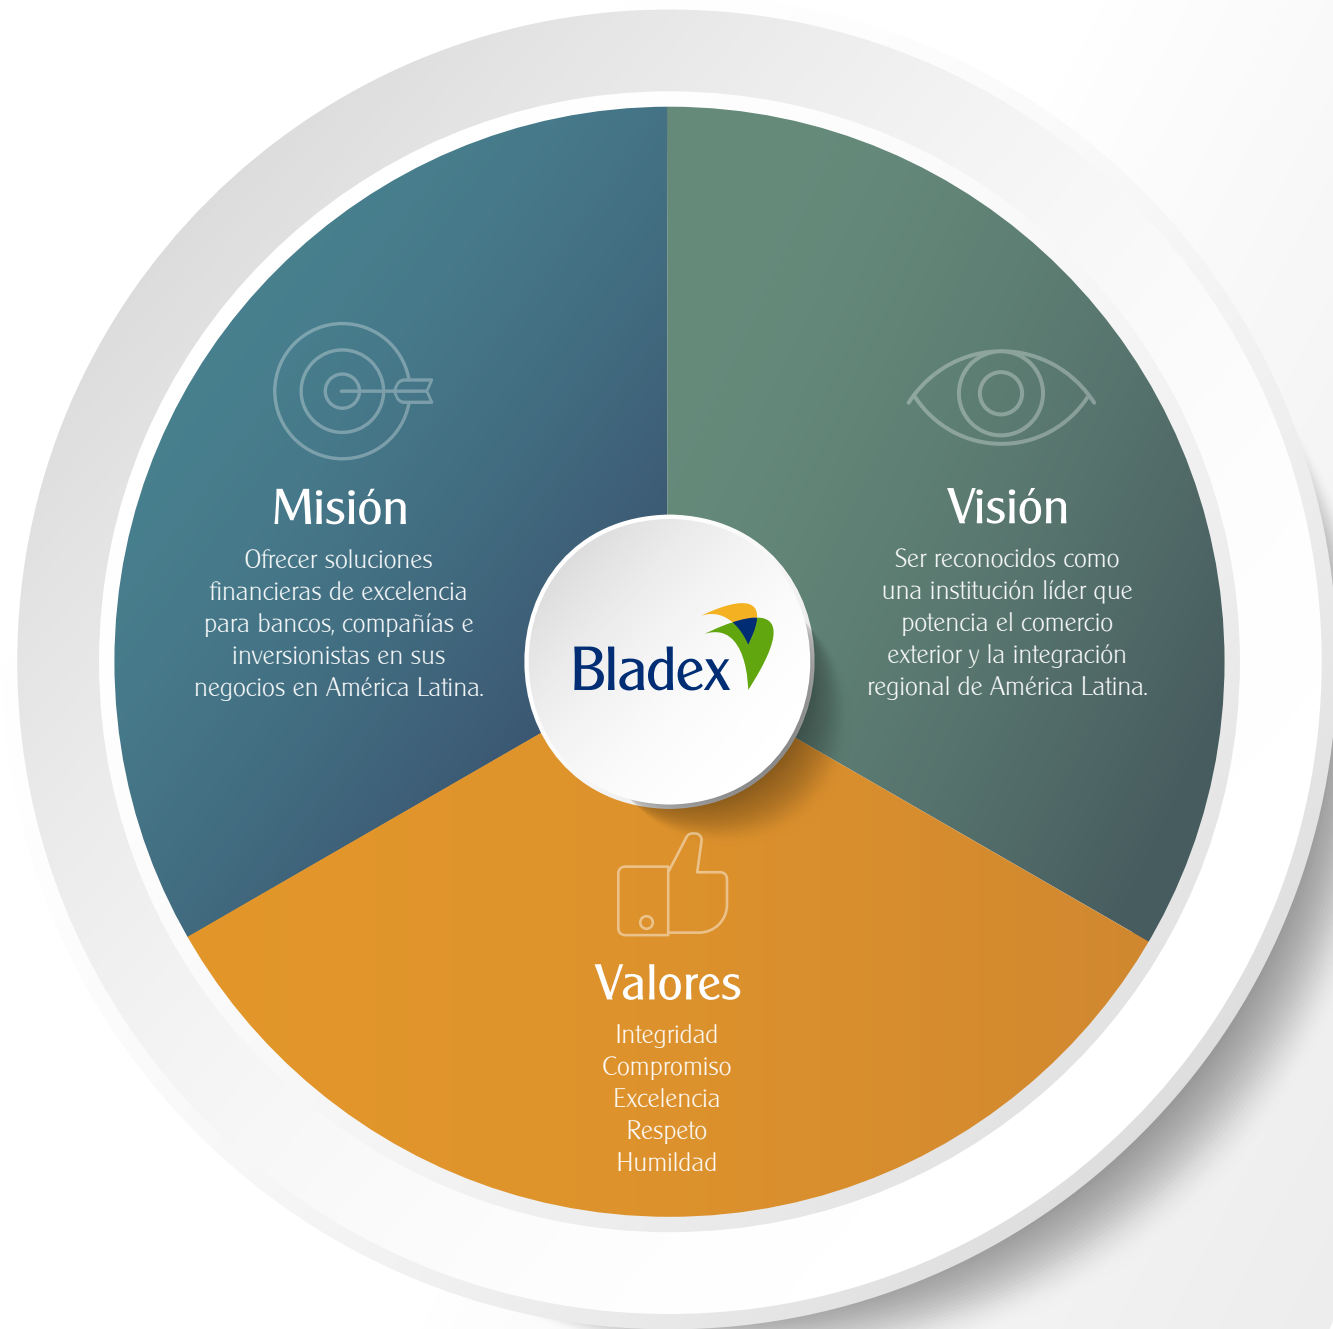 Misión
Ofrecer soluciones
financieras de excelencia
para bancos, compañías e
inversionistas en sus
negocios en América Latina.
Visión
Ser reconocidos como
una institución líder que
potencia el comercio
exterior y la integración
regional de América Latina.
Bladex
Valores
Integridad
Compromiso
Excelencia
Respeto
Humildad